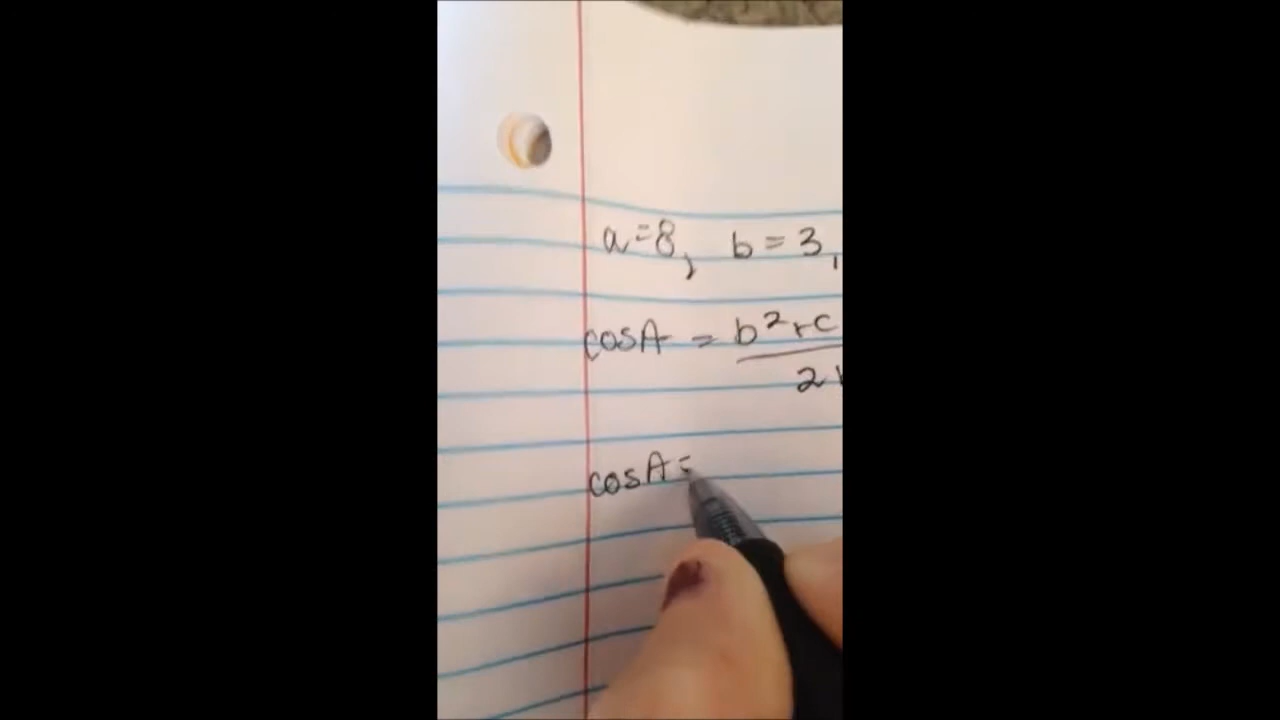 a=8, b=3,
cosA = b²+c
2
cosA=